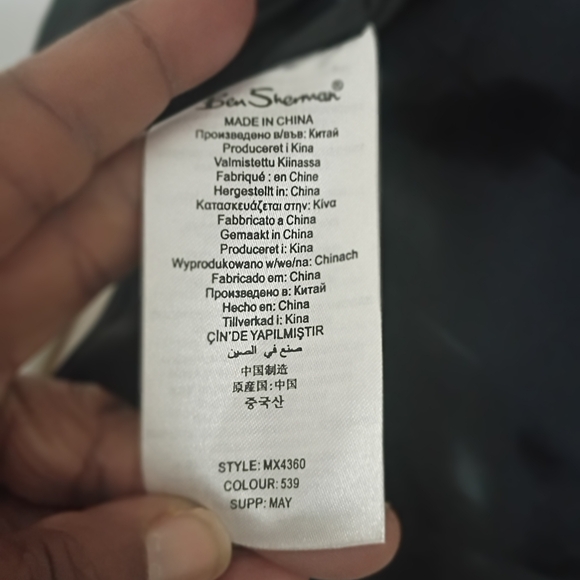 Ben Sherman®
MADE IN CHINA
Произведено в/във: Китай
Produceret i Kina
Valmistettu Kiinassa
Fabriqué : en Chine
Hergestellt in: China
Κατασκευάζεται στην: Κίνα
Fabbricato a China
Gemaakt in China
Produceret i: Kina
Wyprodukowano w/we/na: Chinach
Fabricado em: China
Произведено в: Китай
Hecho en: China
Tillverkad i: Kina
ÇİN'DE YAPILMIŞTIR
صنع في الصين
中国制造
原産国:中国
중국산
STYLE: MX4360
COLOUR: 539
SUPP: MAY